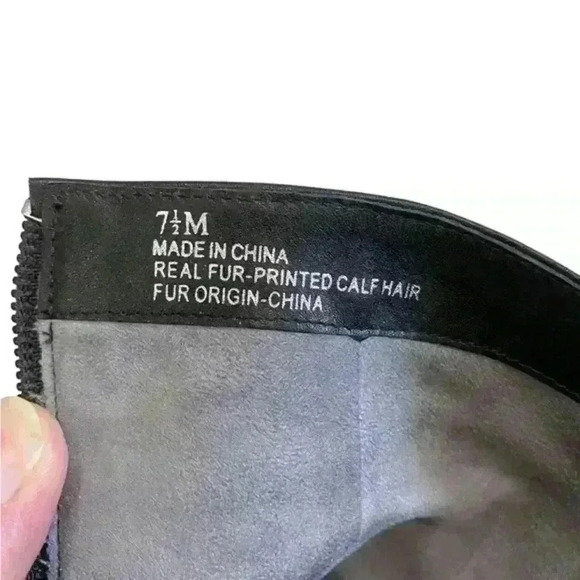 7½M
MADE IN CHINA
REAL FUR-PRINTED CALF HAIR
FUR ORIGIN-CHINA